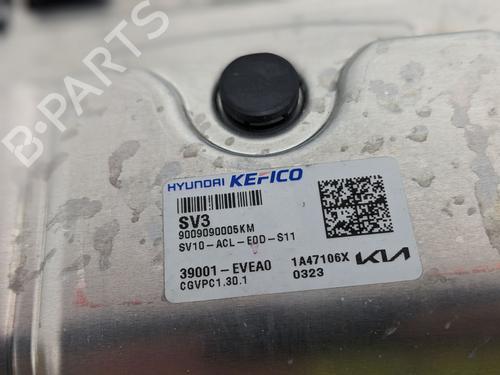 B-PARTS
HYUNDAI KEFICO
SV3
9009090005KM
SV10-ACL-E0D-S11
39001-EVEA0
1A47106X KIA
CGVPC1.30.1
0323